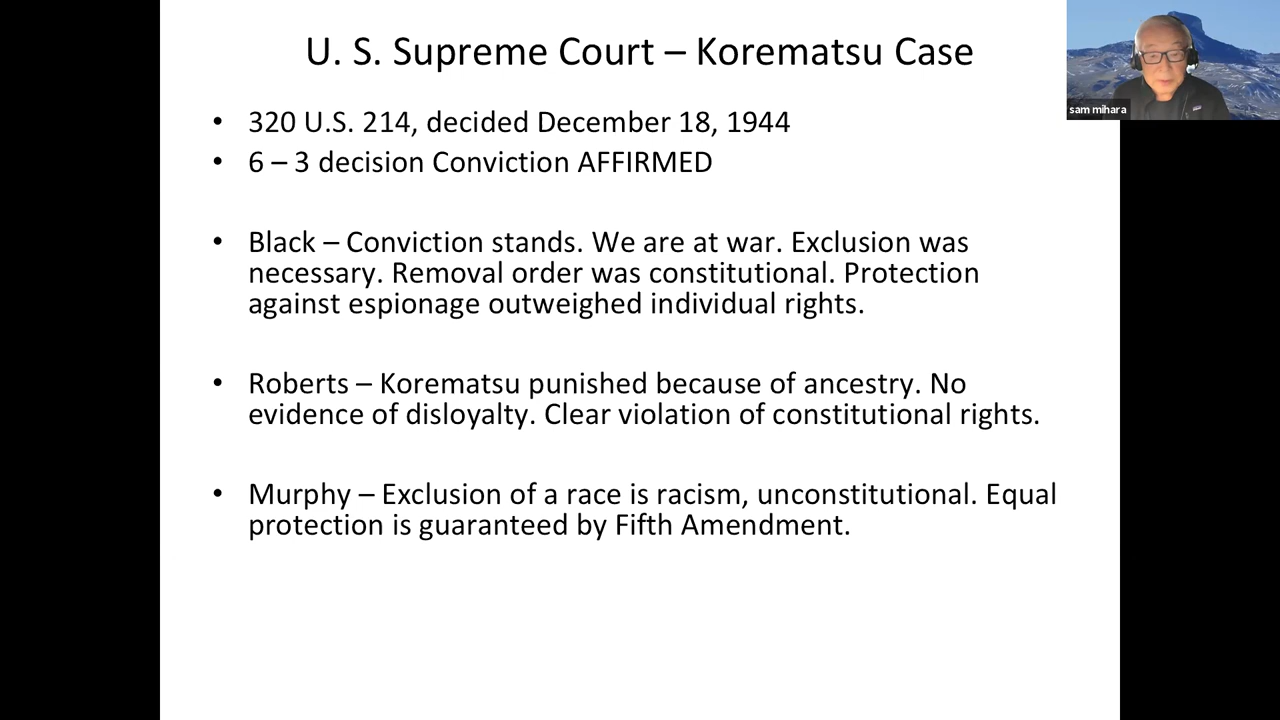 U. S. Supreme Court – Korematsu Case
• 320 U.S. 214, decided December 18, 1944
• 6 – 3 decision Conviction AFFIRMED
• Black – Conviction stands. We are at war. Exclusion was
necessary. Removal order was constitutional. Protection
against espionage outweighed individual rights.
• Roberts – Korematsu punished because of ancestry. No
evidence of disloyalty. Clear violation of constitutional rights.
• Murphy – Exclusion of a race is racism, unconstitutional. Equal
protection is guaranteed by Fifth Amendment.
sam mihara